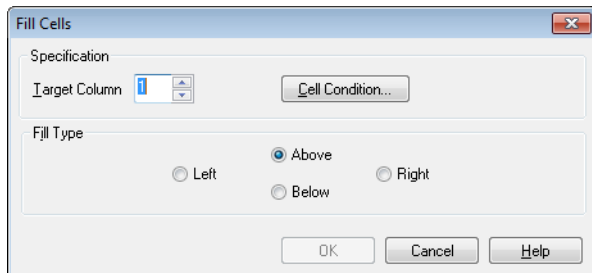 Fill Cells
Specification
Target Column 1 Cell Condition...
Fill Type
Above
Left Right
Below
OK Cancel Help